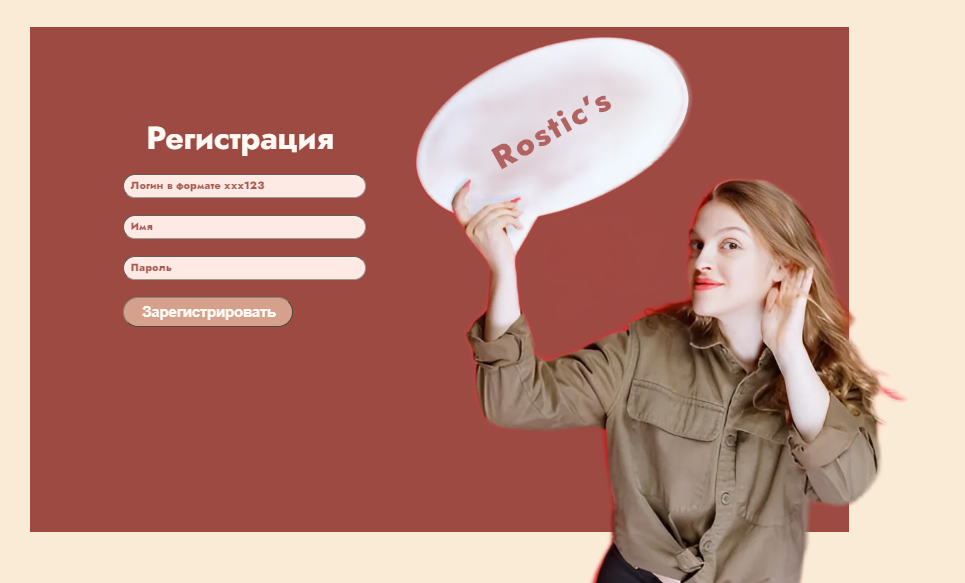 Rostic's
Регистрация
Логин в формате xxx123
Имя
Пароль
Зарегистрировать